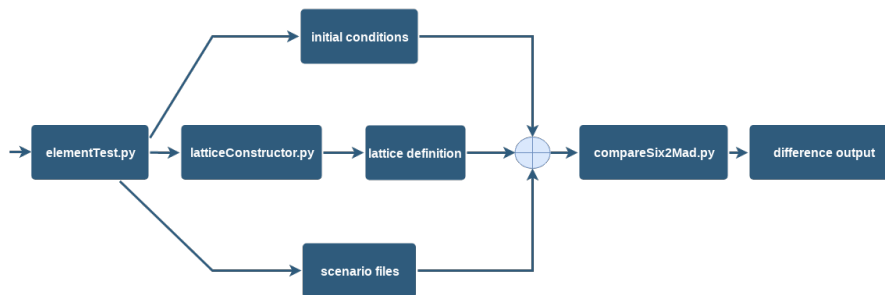 initial conditions
elementTest.py
latticeConstructor.py
lattice definition
compareSix2Mad.py
difference output
scenario files